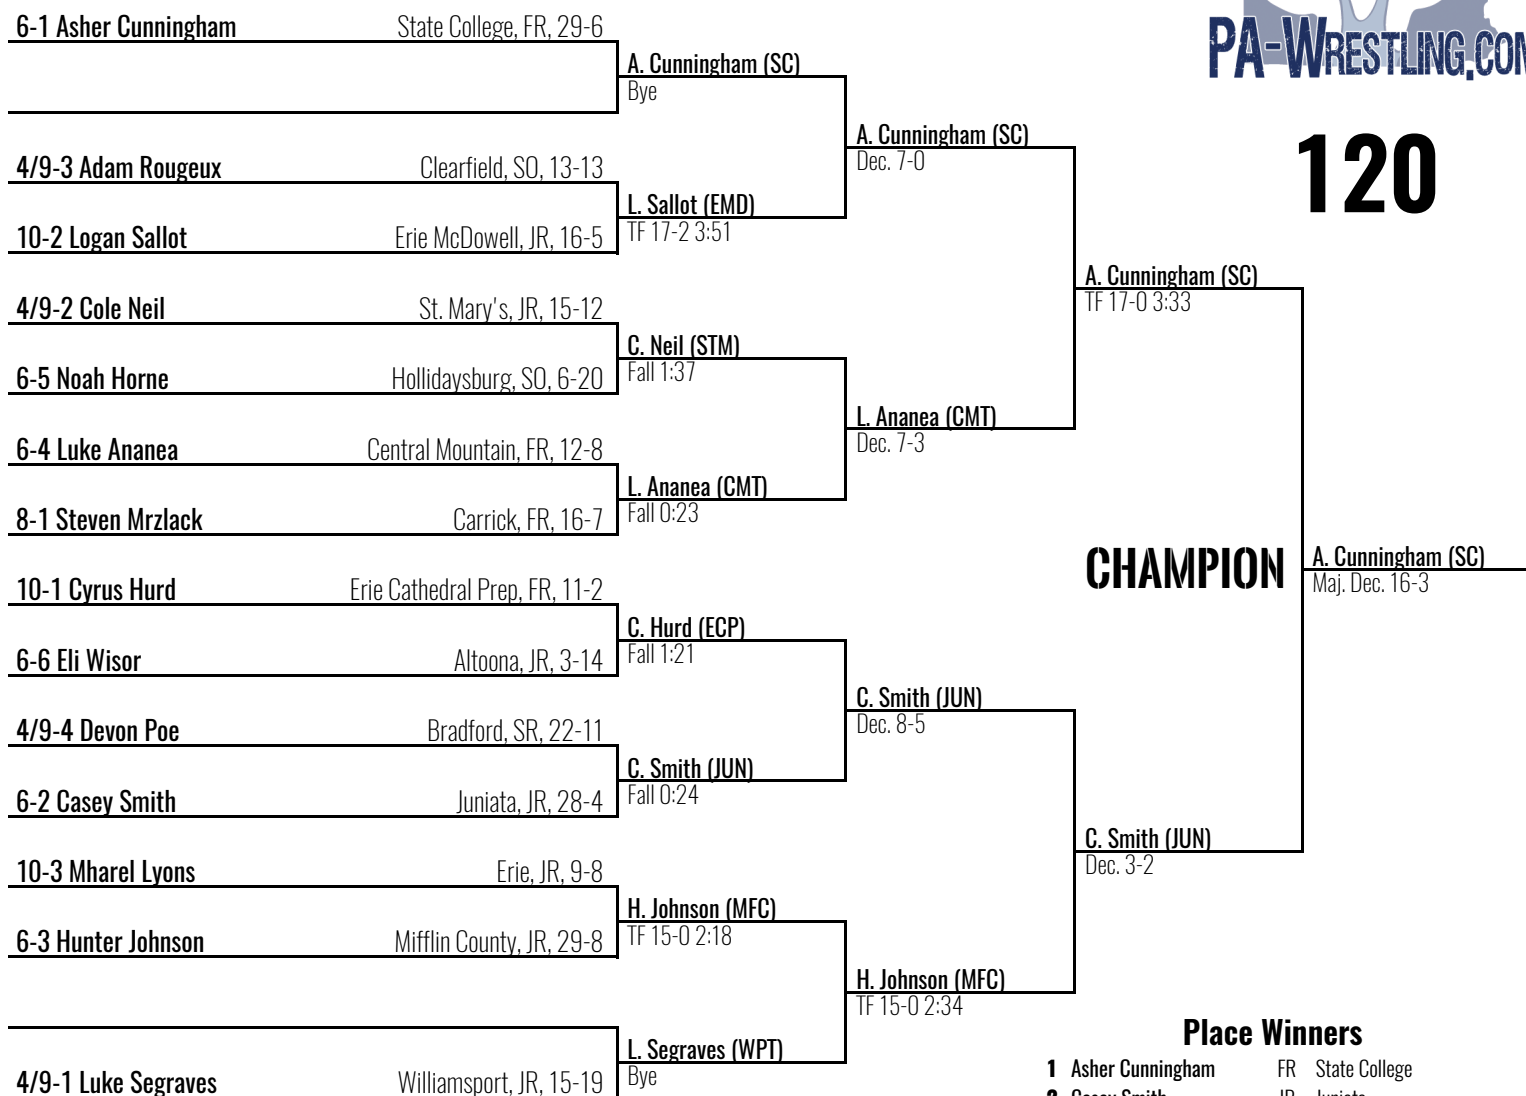 PA-WRESTLING.COM
120
6-1 Asher Cunningham State College, FR, 29-6
A. Cunningham (SC)
Bye
A. Cunningham (SC)
Dec. 7-0
4/9-3 Adam Rougeux Clearfield, SO, 13-13
L. Sallot (EMD)
TF 17-2 3:51
10-2 Logan Sallot Erie McDowell, JR, 16-5
A. Cunningham (SC)
TF 17-0 3:33
4/9-2 Cole Neil St. Mary's, JR, 15-12
C. Neil (STM)
Fall 1:37
6-5 Noah Horne Hollidaysburg, SO, 6-20
L. Ananea (CMT)
Dec. 7-3
6-4 Luke Ananea Central Mountain, FR, 12-8
L. Ananea (CMT)
Fall 0:23
8-1 Steven Mrzlack Carrick, FR, 16-7
CHAMPION
A. Cunningham (SC)
Maj. Dec. 16-3
10-1 Cyrus Hurd Erie Cathedral Prep, FR, 11-2
C. Hurd (ECP)
Fall 1:21
6-6 Eli Wisor Altoona, JR, 3-14
C. Smith (JUN)
Dec. 8-5
4/9-4 Devon Poe Bradford, SR, 22-11
C. Smith (JUN)
Fall 0:24
6-2 Casey Smith Juniata, JR, 28-4
C. Smith (JUN)
Dec. 3-2
10-3 Mharel Lyons Erie, JR, 9-8
H. Johnson (MFC)
TF 15-0 2:18
6-3 Hunter Johnson Mifflin County, JR, 29-8
H. Johnson (MFC)
TF 15-0 2:34
L. Segraves (WPT)
Bye
4/9-1 Luke Segraves Williamsport, JR, 15-19
Place Winners
1 Asher Cunningham FR State College
2 Casey Smith JR Juniata